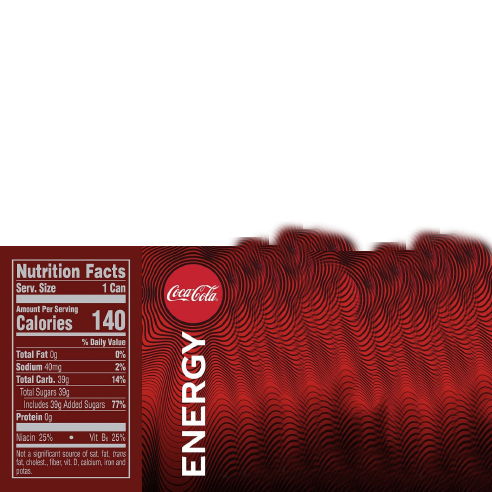 Nutrition Facts
Serv. Size 1 Can
Amount Per Serving
Calories 140
% Daily Value
Total Fat 0g 0%
Sodium 40mg 2%
Total Carb. 39g 14%
Total Sugars 39g
Includes 39g Added Sugars 77%
Protein 0g
Niacin 25% • Vit B₆ 25%
Not a significant source of sat. fat, trans
fat, cholest., fiber, vit. D, calcium, iron and
potas.
Coca-Cola
ENERGY